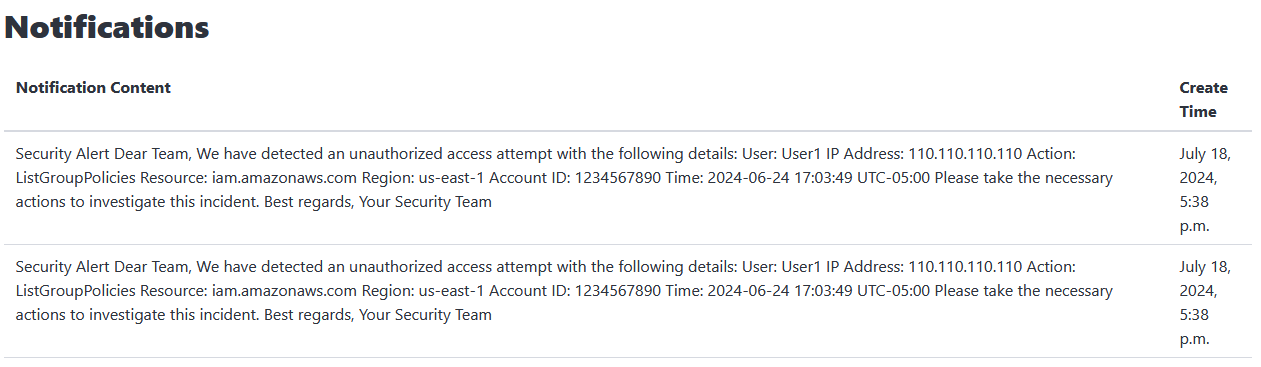 Notifications
Notification Content
Create
Time
Security Alert Dear Team, We have detected an unauthorized access attempt with the following details: User: User1 IP Address: 110.110.110.110 Action:
ListGroupPolicies Resource: iam.amazonaws.com Region: us-east-1 Account ID: 1234567890 Time: 2024-06-24 17:03:49 UTC-05:00 Please take the necessary
actions to investigate this incident. Best regards, Your Security Team
July 18,
2024,
5:38
p.m.
Security Alert Dear Team, We have detected an unauthorized access attempt with the following details: User: User1 IP Address: 110.110.110.110 Action:
ListGroupPolicies Resource: iam.amazonaws.com Region: us-east-1 Account ID: 1234567890 Time: 2024-06-24 17:03:49 UTC-05:00 Please take the necessary
actions to investigate this incident. Best regards, Your Security Team
July 18,
2024,
5:38
p.m.